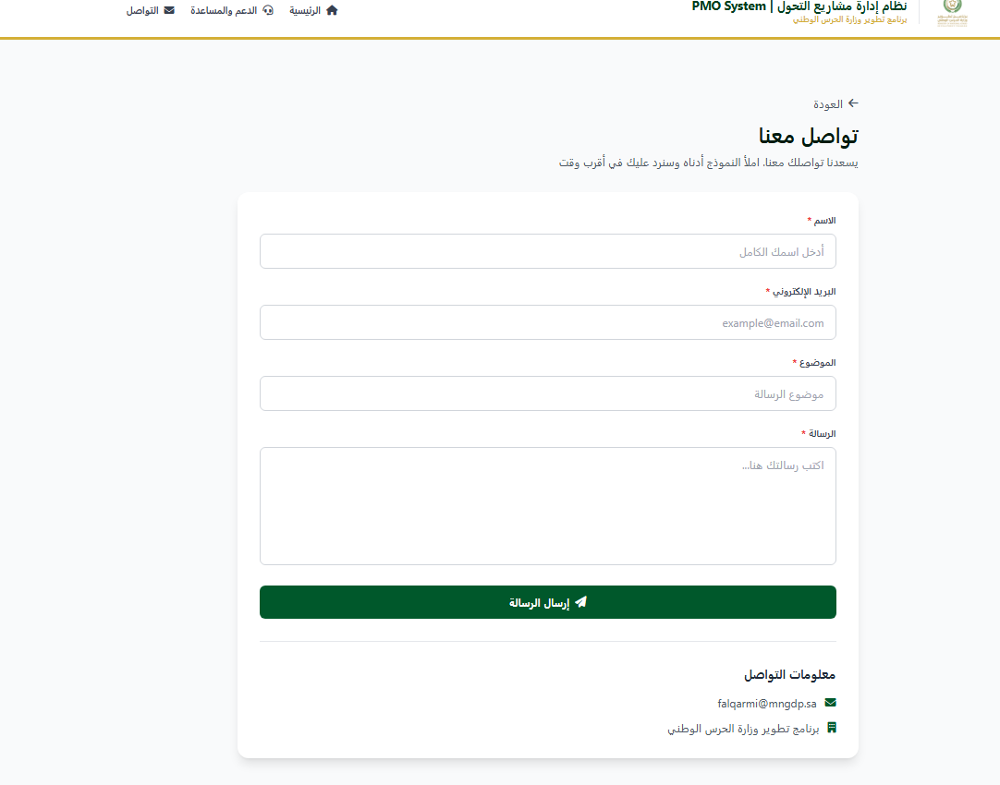 نظام إدارة مشاريع التحول | PMO System
برنامج تطوير وزارة الحرس الوطني
الرئيسية
الدعم والمساعدة
التواصل
العودة
تواصل معنا
يسعدنا تواصلك معنا. املأ النموذج أدناه وسنرد عليك في أقرب وقت
الاسم *
أدخل اسمك الكامل
البريد الإلكتروني *
example@email.com
الموضوع *
موضوع الرسالة
الرسالة *
اكتب رسالتك هنا...
إرسال الرسالة
معلومات التواصل
falqarmi@mngdp.sa
برنامج تطوير وزارة الحرس الوطني